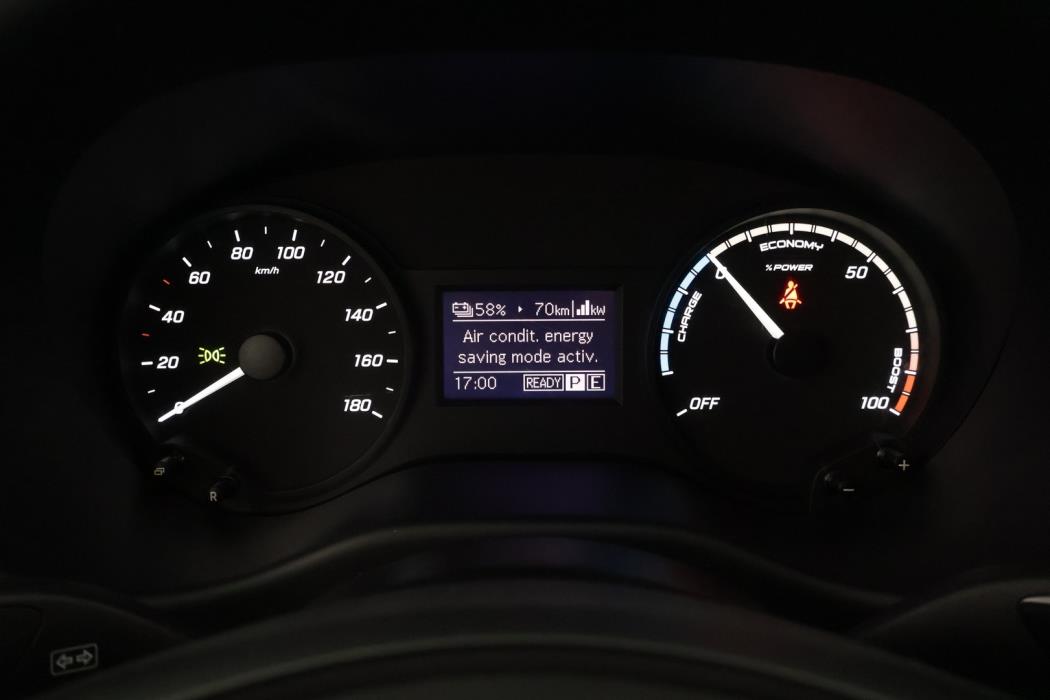 80 100
60 km/h 120
40 140
20 160
0 180
R
58% 70km kW
Air condit. energy
saving mode activ.
17:00 READY P E
ECONOMY
% POWER
0 50
CHARGE
BOOST
OFF 100
+
−